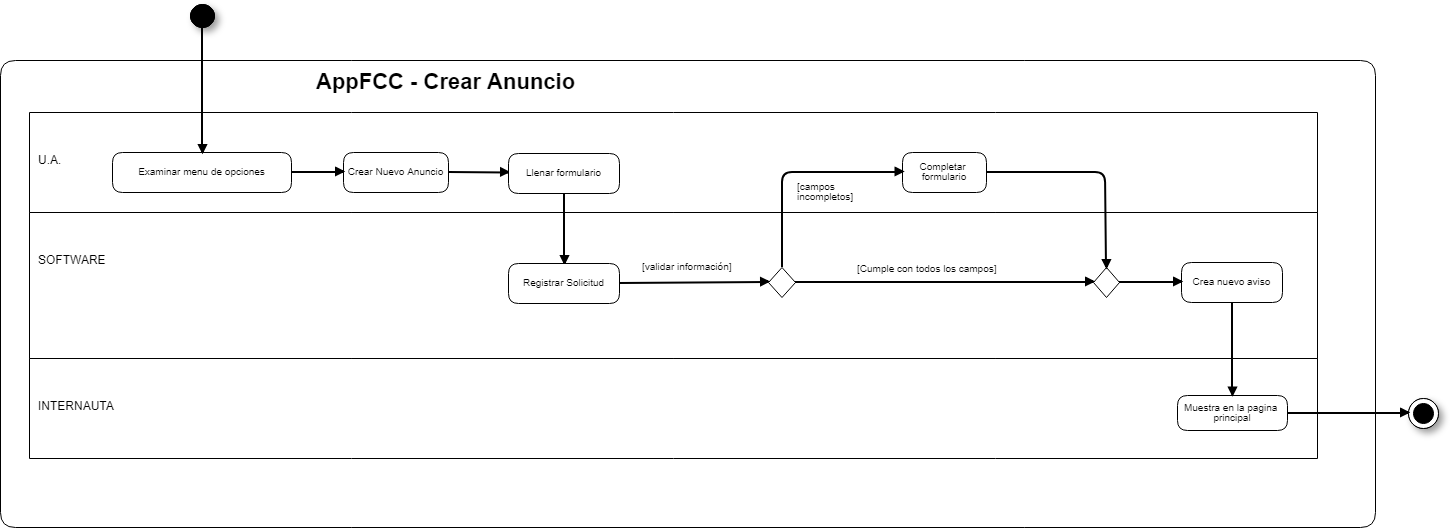 AppFCC - Crear Anuncio
U.A.
Examinar menu de opciones
Crear Nuevo Anuncio
Llenar formulario
[campos
incompletos]
Completar
formulario
SOFTWARE
Registrar Solicitud
[validar información]
[Cumple con todos los campos]
Crea nuevo aviso
INTERNAUTA
Muestra en la pagina
principal